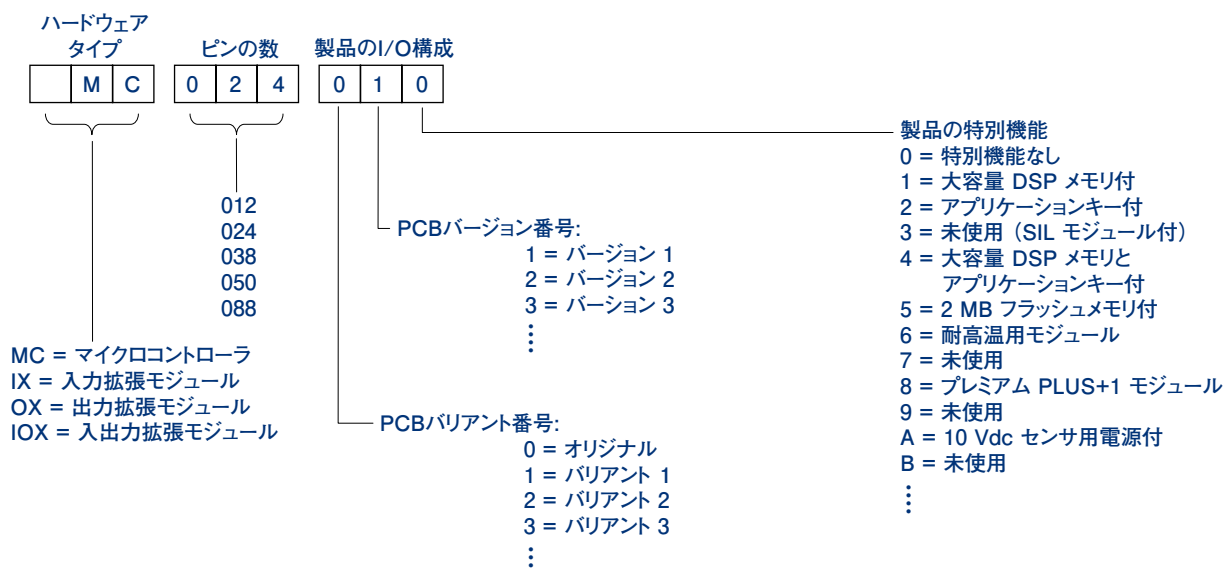 ハードウェア
タイプ
ピンの数
製品のI/O構成
M C
0 2 4
0 1 0
012
024
038
050
088
MC = マイクロコントローラ
IX = 入力拡張モジュール
OX = 出力拡張モジュール
IOX = 入出力拡張モジュール
PCBバージョン番号:
1 = バージョン 1
2 = バージョン 2
3 = バーション 3
⋮
PCBバリアント番号:
0 = オリジナル
1 = バリアント 1
2 = バリアント 2
3 = バリアント 3
⋮
製品の特別機能
0 = 特別機能なし
1 = 大容量 DSP メモリ付
2 = アプリケーションキー付
3 = 未使用（SIL モジュール付）
4 = 大容量 DSP メモリと
アプリケーションキー付
5 = 2 MB フラッシュメモリ付
6 = 耐高温用モジュール
7 = 未使用
8 = プレミアム PLUS+1 モジュール
9 = 未使用
A = 10 Vdc センサ用電源付
B = 未使用
⋮